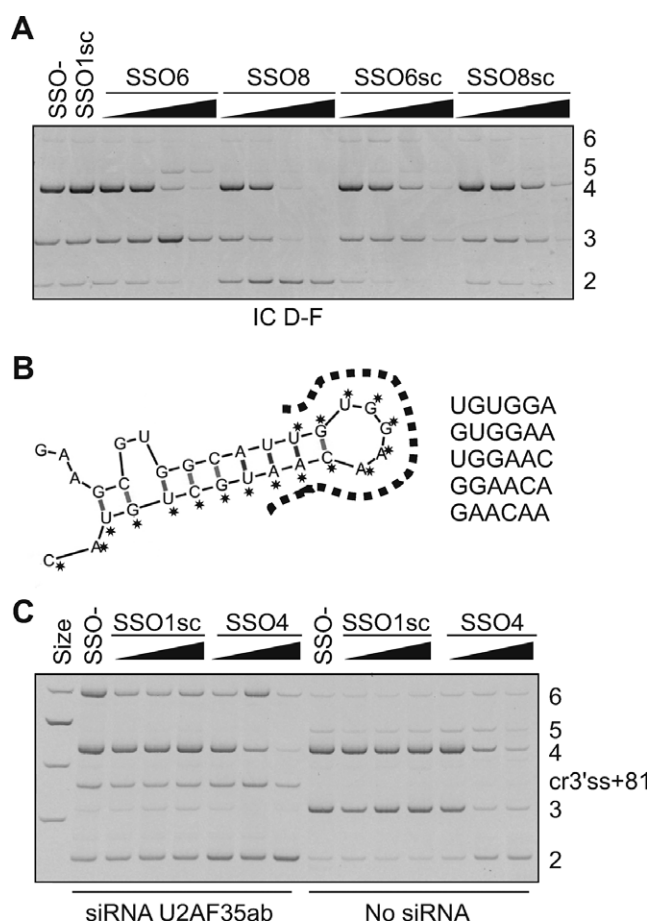 A
SSO-
SSO1sc
SSO6
SSO8
SSO6sc
SSO8sc
6
5
4
3
2
IC D-F
B
G A A G C G U G G C A U U G U G G A
C A U G U C G U A A C A
UGUGGA
GUGGAA
UGGAAC
GGAACA
GAACAA
C
Size
SSO-
SSO1sc
SSO4
SSO-
SSO1sc
SSO4
6
5
4
cr3'ss+81
3
2
siRNA U2AF35ab
No siRNA